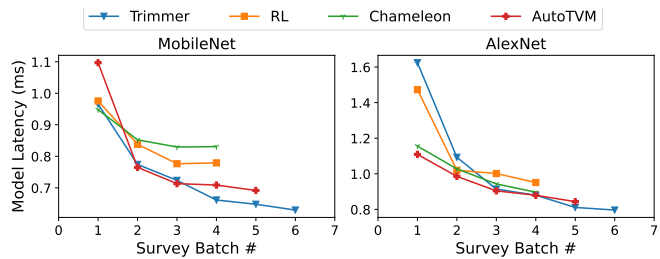 Trimmer RL Chameleon AutoTVM
MobileNet AlexNet
Model Latency (ms)
1.1
1.0
0.9
0.8
0.7
0 1 2 3 4 5 6 7
Survey Batch #
1.6
1.4
1.2
1.0
0.8
0 1 2 3 4 5 6 7
Survey Batch #